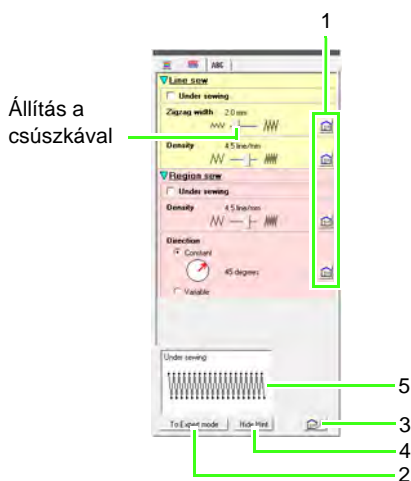 1
ABC
Line sew
Under sewing
Zigzag width 2.0 mm
Állítás a
csúszkával
Density 4.5 line/mm
Region sew
Under sewing
Density 4.5 line/mm
Direction
Constant
45 degrees
Variable
Under sewing
5
To Expert mode Hide Hint
3
4
2